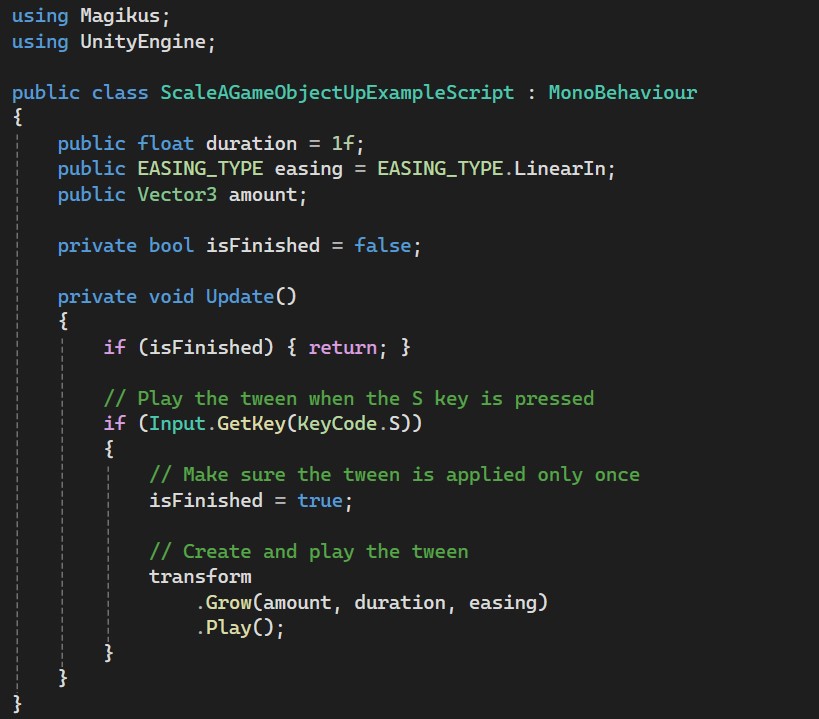 using Magikus;
using UnityEngine;

public class ScaleAGameObjectUpExampleScript : MonoBehaviour
{
    public float duration = 1f;
    public EASING_TYPE easing = EASING_TYPE.LinearIn;
    public Vector3 amount;

    private bool isFinished = false;

    private void Update()
    {
        if (isFinished) { return; }

        // Play the tween when the S key is pressed
        if (Input.GetKey(KeyCode.S))
        {
            // Make sure the tween is applied only once
            isFinished = true;

            // Create and play the tween
            transform
                .Grow(amount, duration, easing)
                .Play();
        }
    }
}